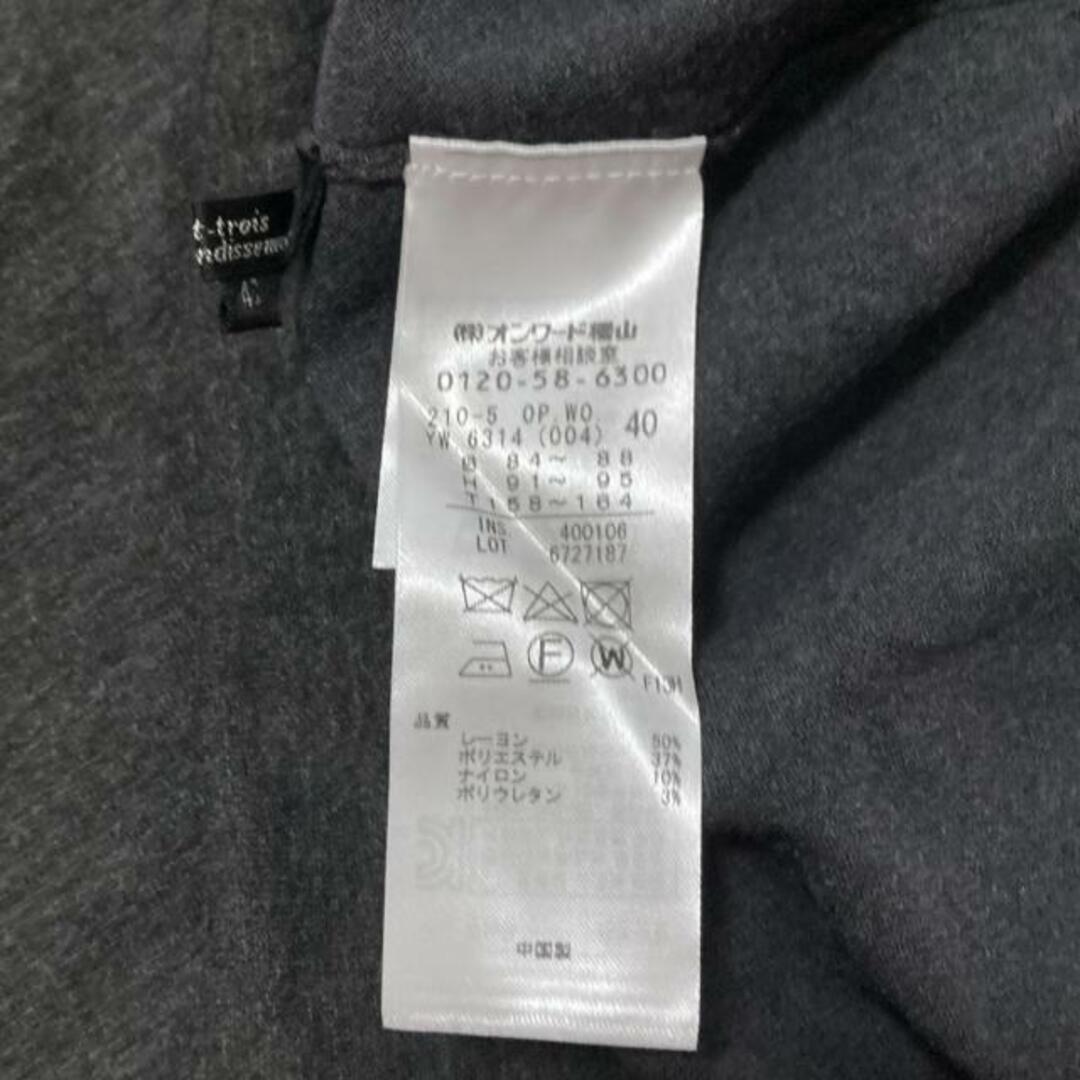 t-trois
ndisseme
(株)オンワード樫山
お客様相談室
0120-58-6300
210-5 OP.WO. 40
YW 6314 (004)
B 84～ 88
H 91～ 95
T 158～164
INS. 400106
LOT 6727187
F W
品質
レーヨン 50%
ポリエステル 37%
ナイロン 10%
ポリウレタン 3%
中国製